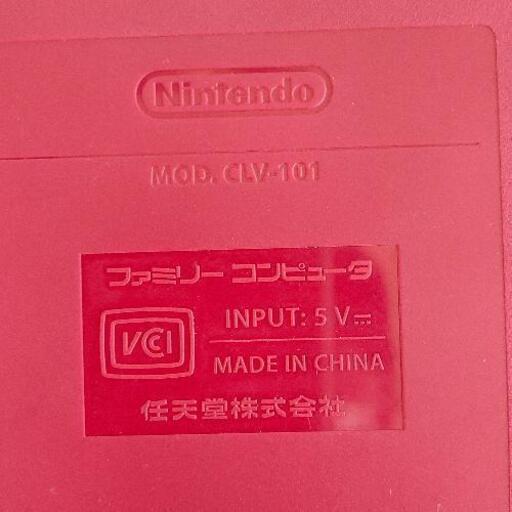 Nintendo
MOD. CLV-101
ファミリー コンピュータ
VCI INPUT: 5 V⎓
MADE IN CHINA
任天堂株式会社